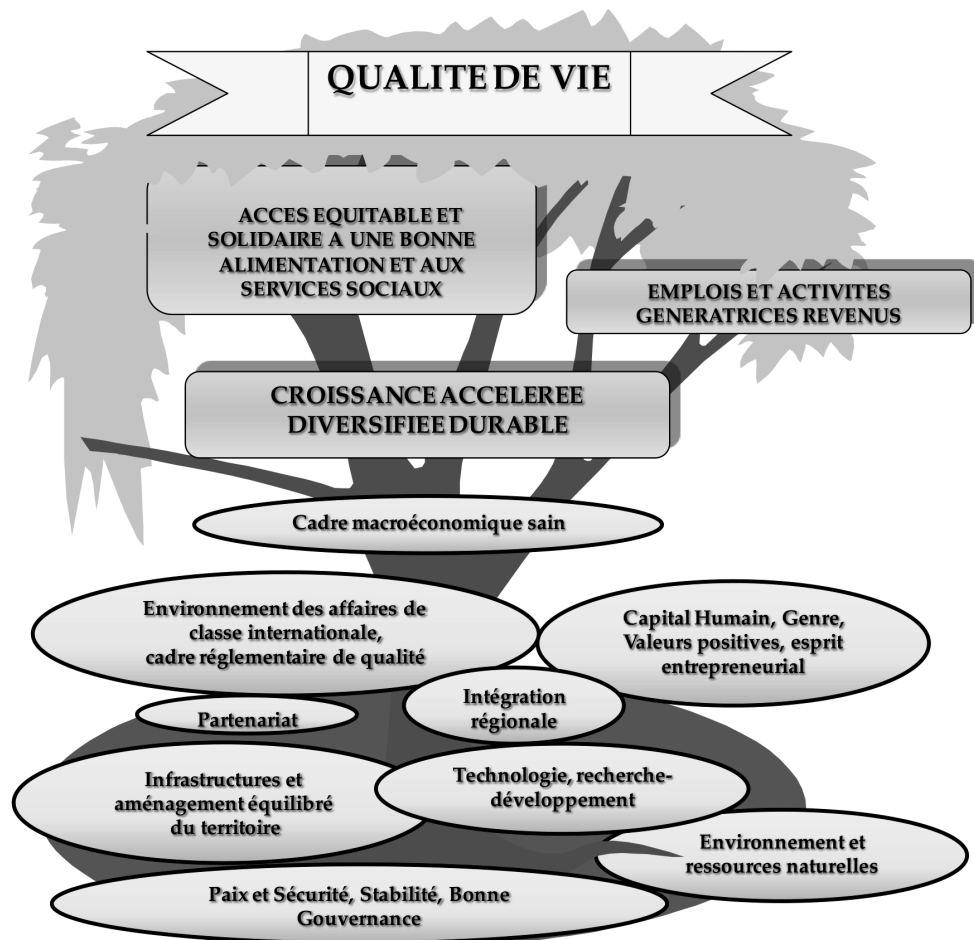 QUALITE DE VIE
ACCES EQUITABLE ET
SOLIDAIRE A UNE BONNE
ALIMENTATION ET AUX
SERVICES SOCIAUX
EMPLOIS ET ACTIVITES
GENERATRICES REVENUS
CROISSANCE ACCELEREE
DIVERSIFIEE DURABLE
Cadre macroéconomique sain
Environnement des affaires de
classe internationale,
cadre réglementaire de qualité
Capital Humain, Genre,
Valeurs positives, esprit
entrepreneurial
Intégration
régionale
Partenariat
Infrastructures et
aménagement équilibré
du territoire
Technologie, recherche-
développement
Environnement et
ressources naturelles
Paix et Sécurité, Stabilité, Bonne
Gouvernance